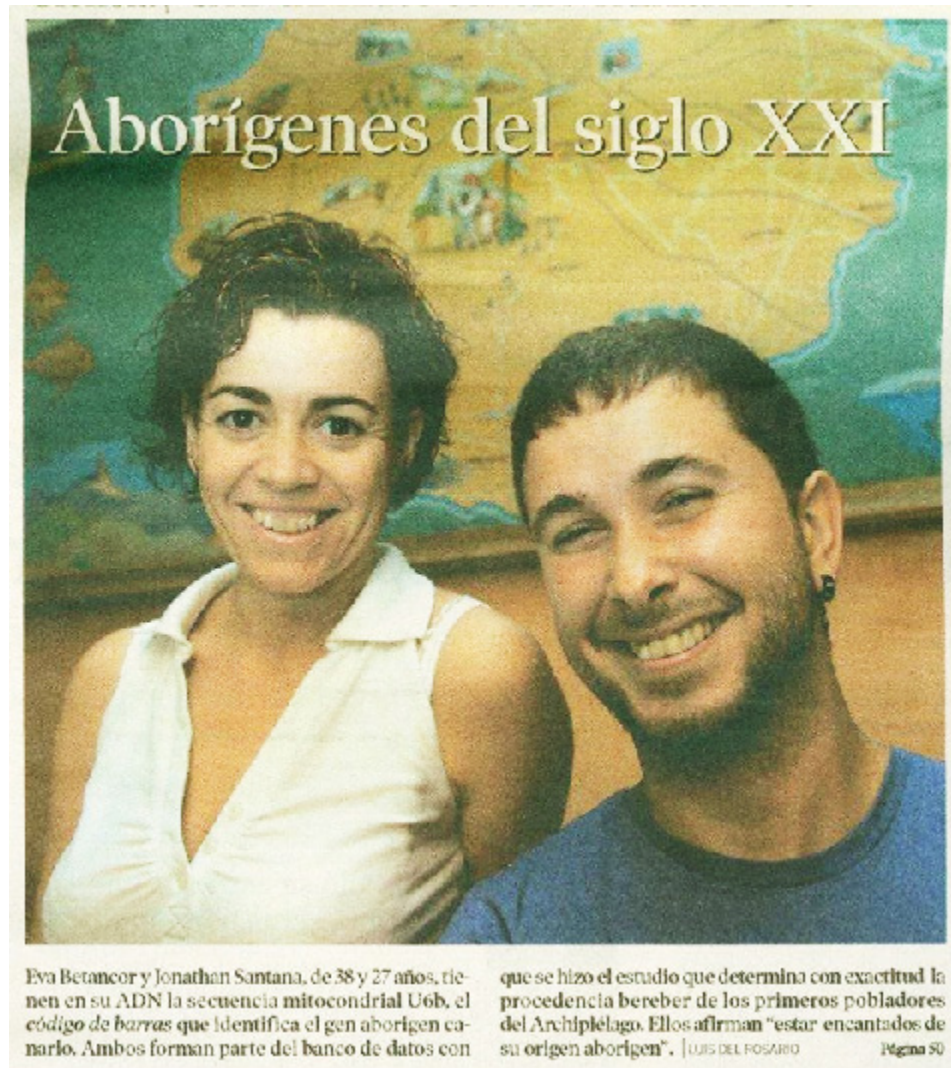 Aborígenes del siglo XXI
Eva Betancor y Jonathan Santana, de 38 y 27 años, tie-
nen en su ADN la secuencia mitocondrial U6b, el
código de barras que identifica el gen aborigen ca-
nario. Ambos forman parte del banco de datos con
que se hizo el estudio que determina con exactitud la
procedencia bereber de los primeros pobladores
del Archipiélago. Ellos afirman “estar encantados de
su origen aborigen”. | LUIS DEL ROSARIO Página 50